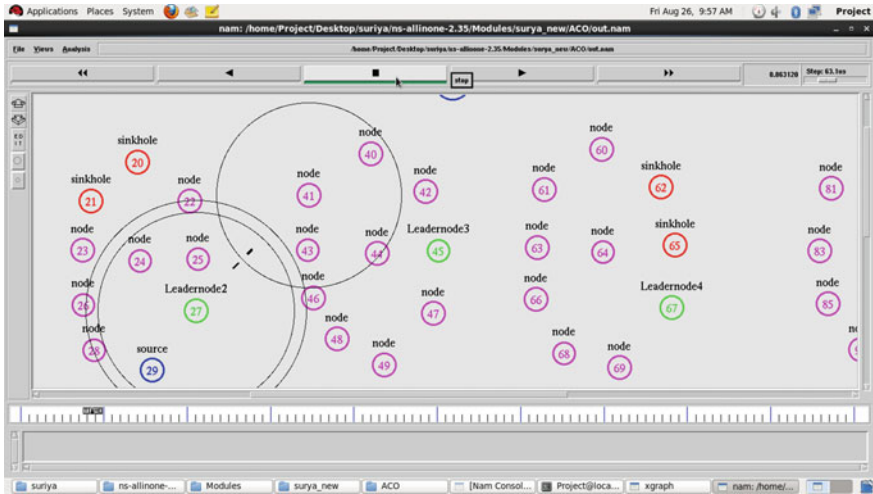 Applications Places System Fri Aug 26, 9:57 AM Project
nam: /home/Project/Desktop/suriya/ns-allinone-2.35/Modules/surya_new/ACO/out.nam
File Views Analysis /home/Project/Desktop/suriya/ns-allinone-2.35/Modules/surya_new/ACO/out.nam
0.063120 Step: 63.1us
stop
node
node
40
60
sinkhole
20
sinkhole
21
node
22
node
41
node
42
node
61
sinkhole
62
node
81
node
23
node
24
node
25
node
43
node
44
Leadernode3
45
node
63
node
64
sinkhole
65
node
83
node
26
Leadernode2
27
node
46
node
47
node
66
Leadernode4
67
node
85
node
28
source
29
node
48
node
49
node
68
node
69
suriya ns-allinone-... Modules surya_new ACO [Nam Consol... Project@loca... xgraph nam: /home/...